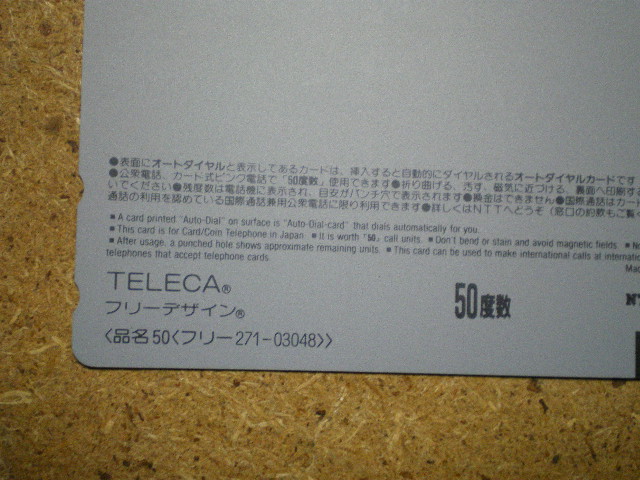 ●表面にオートダイヤルと表示してあるカードは、挿入すると自動的にダイヤルされるオートダイヤルカードです
●公衆電話、カード式ピンク電話で「50度数」使用できます●折り曲げる、汚す、磁気に近づける、裏面へ印刷す
いでください●残度数は電話機に表示され、目安がパンチ穴で表示されます●換金はできません●国際通話はカード
通話の利用を認めている国際通話兼用公衆電話に限り利用できます●詳しくはNTTへどうぞ（窓口の約款もご覧
■ A card printed "Auto-Dial" on surface is "Auto-Dial-card" that dials automatically for you.
■ This card is for Card/Coin Telephone in Japan ■ It is worth「50」call units. ■ Don't bend or stain and avoid magnetic fields ■
■ After usage, a punched hole shows approximate remaining units. ■ This card can be used to make international calls at internatio
telephones that accept telephone cards.
TELECA®
フリーデザイン®
50度数
〈品名50〈フリー271-03048〉〉